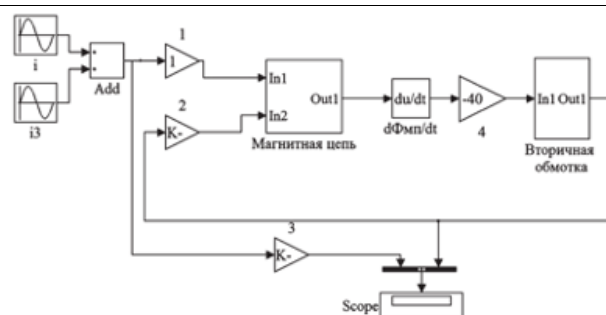 i
i3
Add
1
1
2
K-
In1
In2
Out1
Магнитная цепь
du/dt
dФмп/dt
-40
4
In1 Out1
Вторичная
обмотка
3
K-
Scope